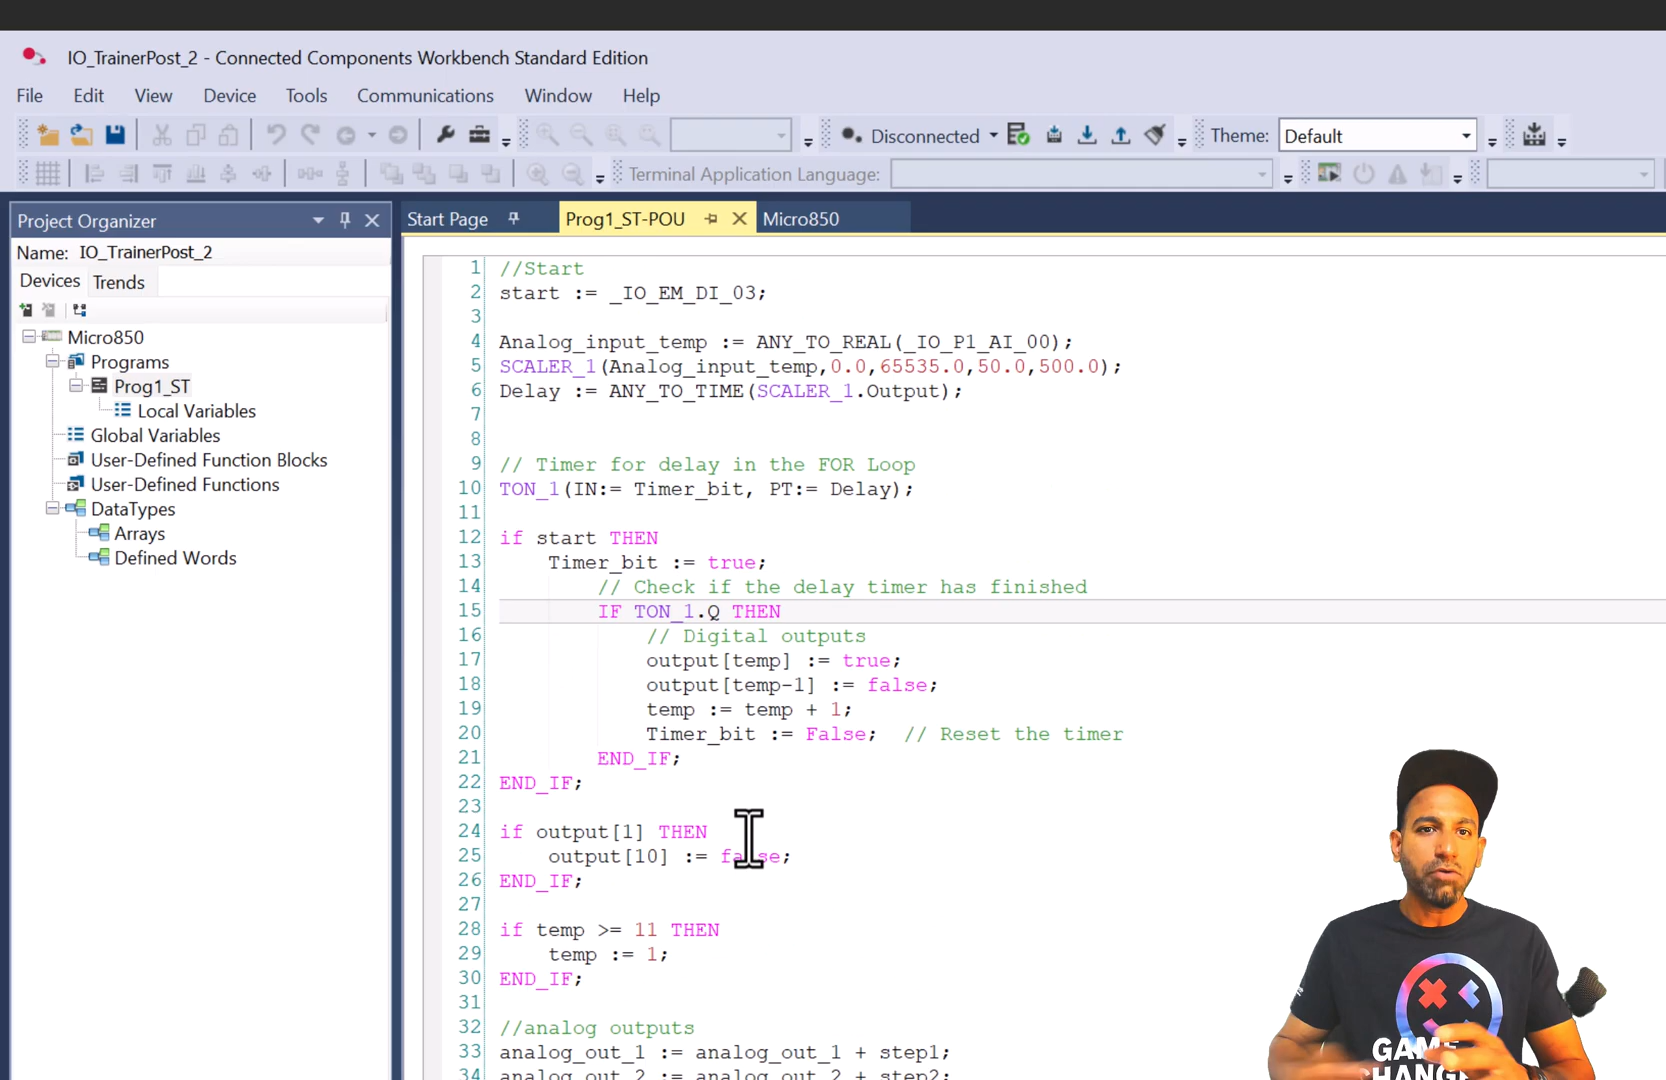 IO_TrainerPost_2 - Connected Components Workbench Standard Edition
File Edit View Device Tools Communications Window Help
Disconnected Theme: Default
Terminal Application Language:
Project Organizer
Name: IO_TrainerPost_2
Devices Trends
Micro850
Programs
Prog1_ST
Local Variables
Global Variables
User-Defined Function Blocks
User-Defined Functions
DataTypes
Arrays
Defined Words
Start Page Prog1_ST-POU Micro850
1 //Start
2 start := _IO_EM_DI_03;
3
4 Analog_input_temp := ANY_TO_REAL(_IO_P1_AI_00);
5 SCALER_1(Analog_input_temp,0.0,65535.0,50.0,500.0);
6 Delay := ANY_TO_TIME(SCALER_1.Output);
7
8
9 // Timer for delay in the FOR Loop
10 TON_1(IN:= Timer_bit, PT:= Delay);
11
12 if start THEN
13 Timer_bit := true;
14 // Check if the delay timer has finished
15 IF TON_1.Q THEN
16 // Digital outputs
17 output[temp] := true;
18 output[temp-1] := false;
19 temp := temp + 1;
20 Timer_bit := False; // Reset the timer
21 END_IF;
22 END_IF;
23
24 if output[1] THEN
25 output[10] := false;
26 END_IF;
27
28 if temp >= 11 THEN
29 temp := 1;
30 END_IF;
31
32 //analog outputs
33 analog_out_1 := analog_out_1 + step1;
34 analog_out_2 := analog_out_2 + step2;